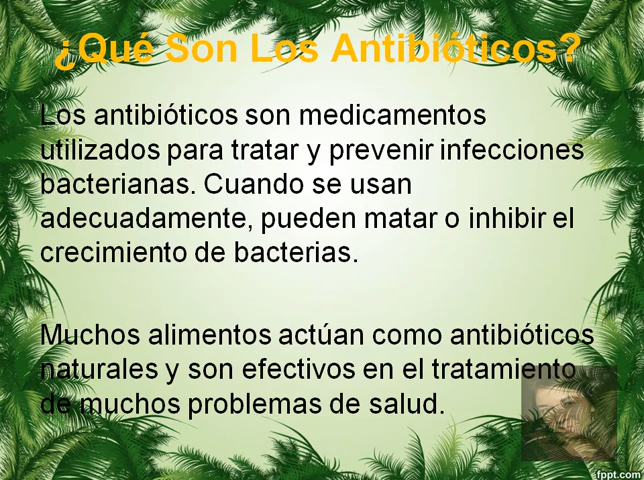 ¿Qué Son Los Antibióticos?
Los antibióticos son medicamentos
utilizados para tratar y prevenir infecciones
bacterianas. Cuando se usan
adecuadamente, pueden matar o inhibir el
crecimiento de bacterias.
Muchos alimentos actúan como antibióticos
naturales y son efectivos en el tratamiento
de muchos problemas de salud.
fppt.com